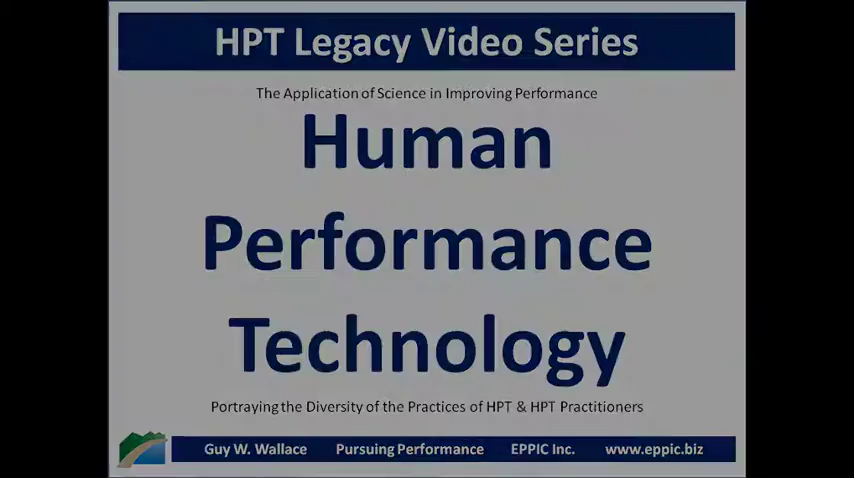 HPT Legacy Video Series
The Application of Science in Improving Performance
Human
Performance
Technology
Portraying the Diversity of the Practices of HPT & HPT Practitioners
Guy W. Wallace Pursuing Performance EPPIC Inc. www.eppic.biz